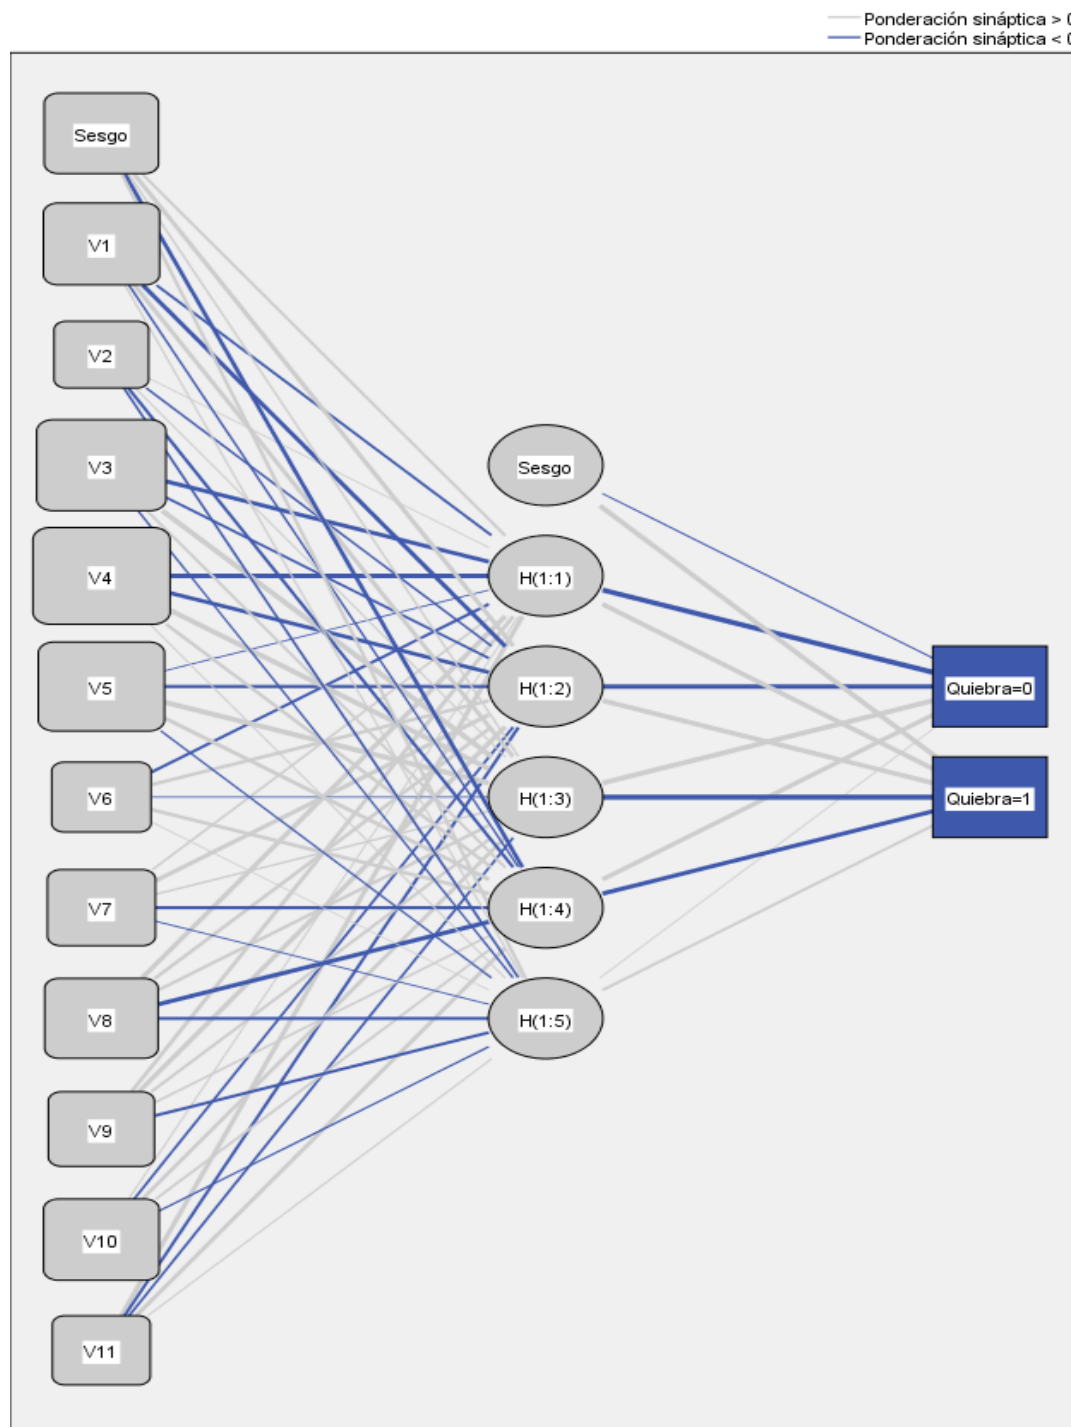 Ponderación sináptica > 0
Ponderación sináptica < 0
Sesgo
V1
V2
V3
V4
V5
V6
V7
V8
V9
V10
V11
Sesgo
H(1:1)
H(1:2)
H(1:3)
H(1:4)
H(1:5)
Quiebra=0
Quiebra=1